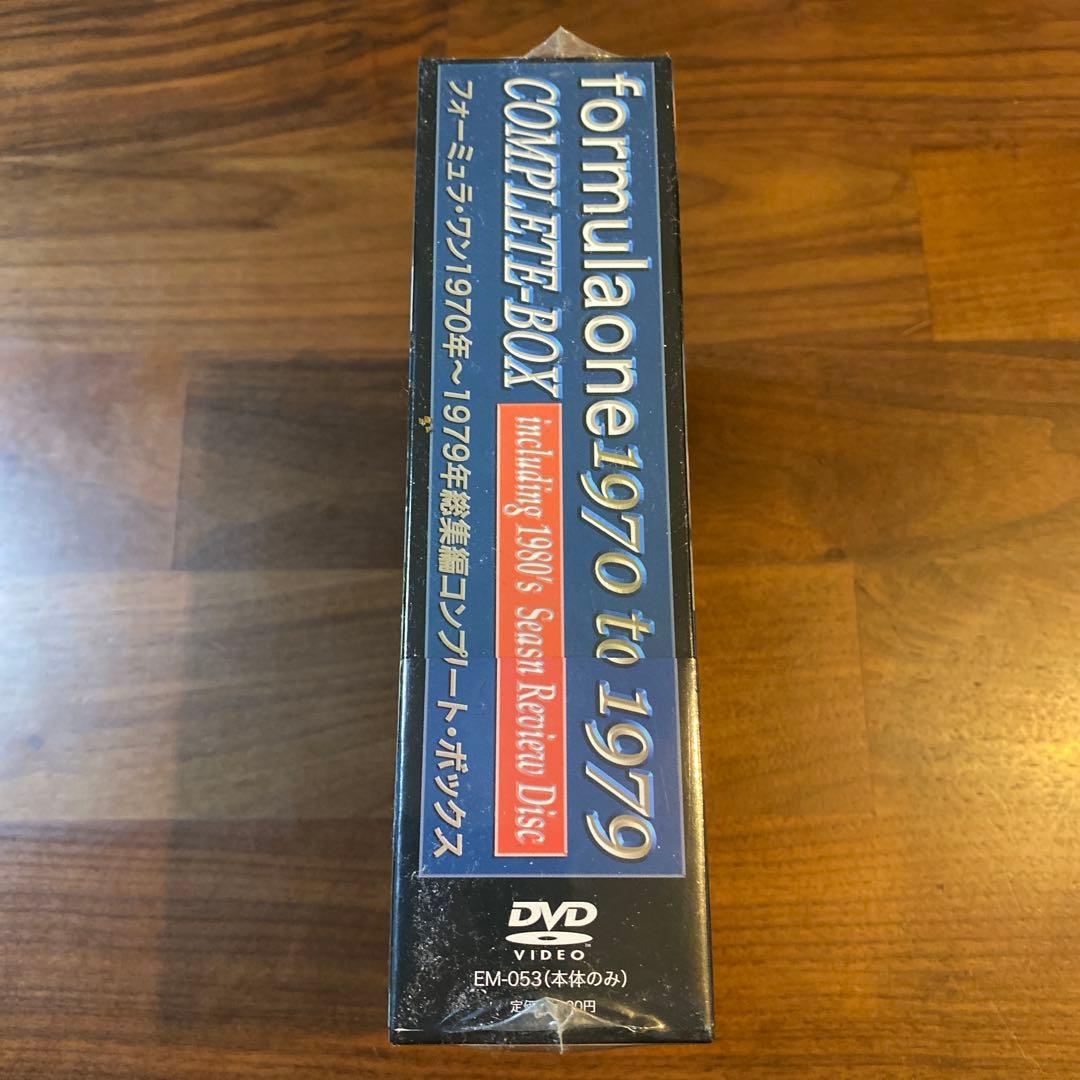 formulaone1970 to 1979
COMPLETE-BOX
including 1980's Seasn Review Disc
フォーミュラ・ワン1970年〜1979年総集編コンプリート・ボックス
DVD
VIDEO
EM-053(本体のみ)